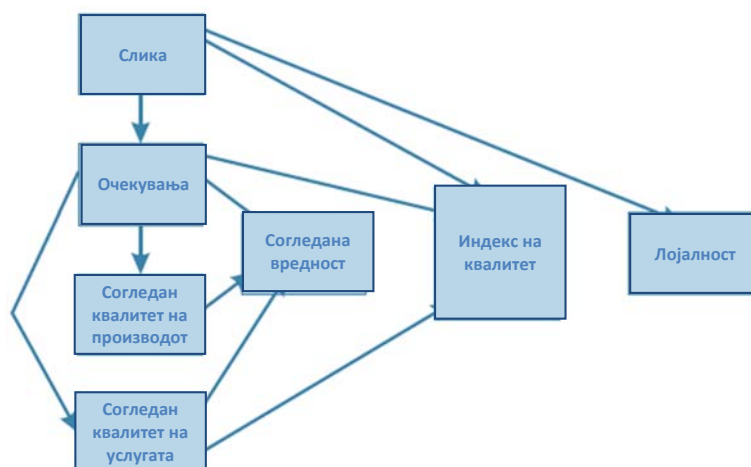 Слика
Очекувања
Согледана
вредност
Индекс на
квалитет
Лојалност
Согледан
квалитет на
производот
Согледан
квалитет на
услугата